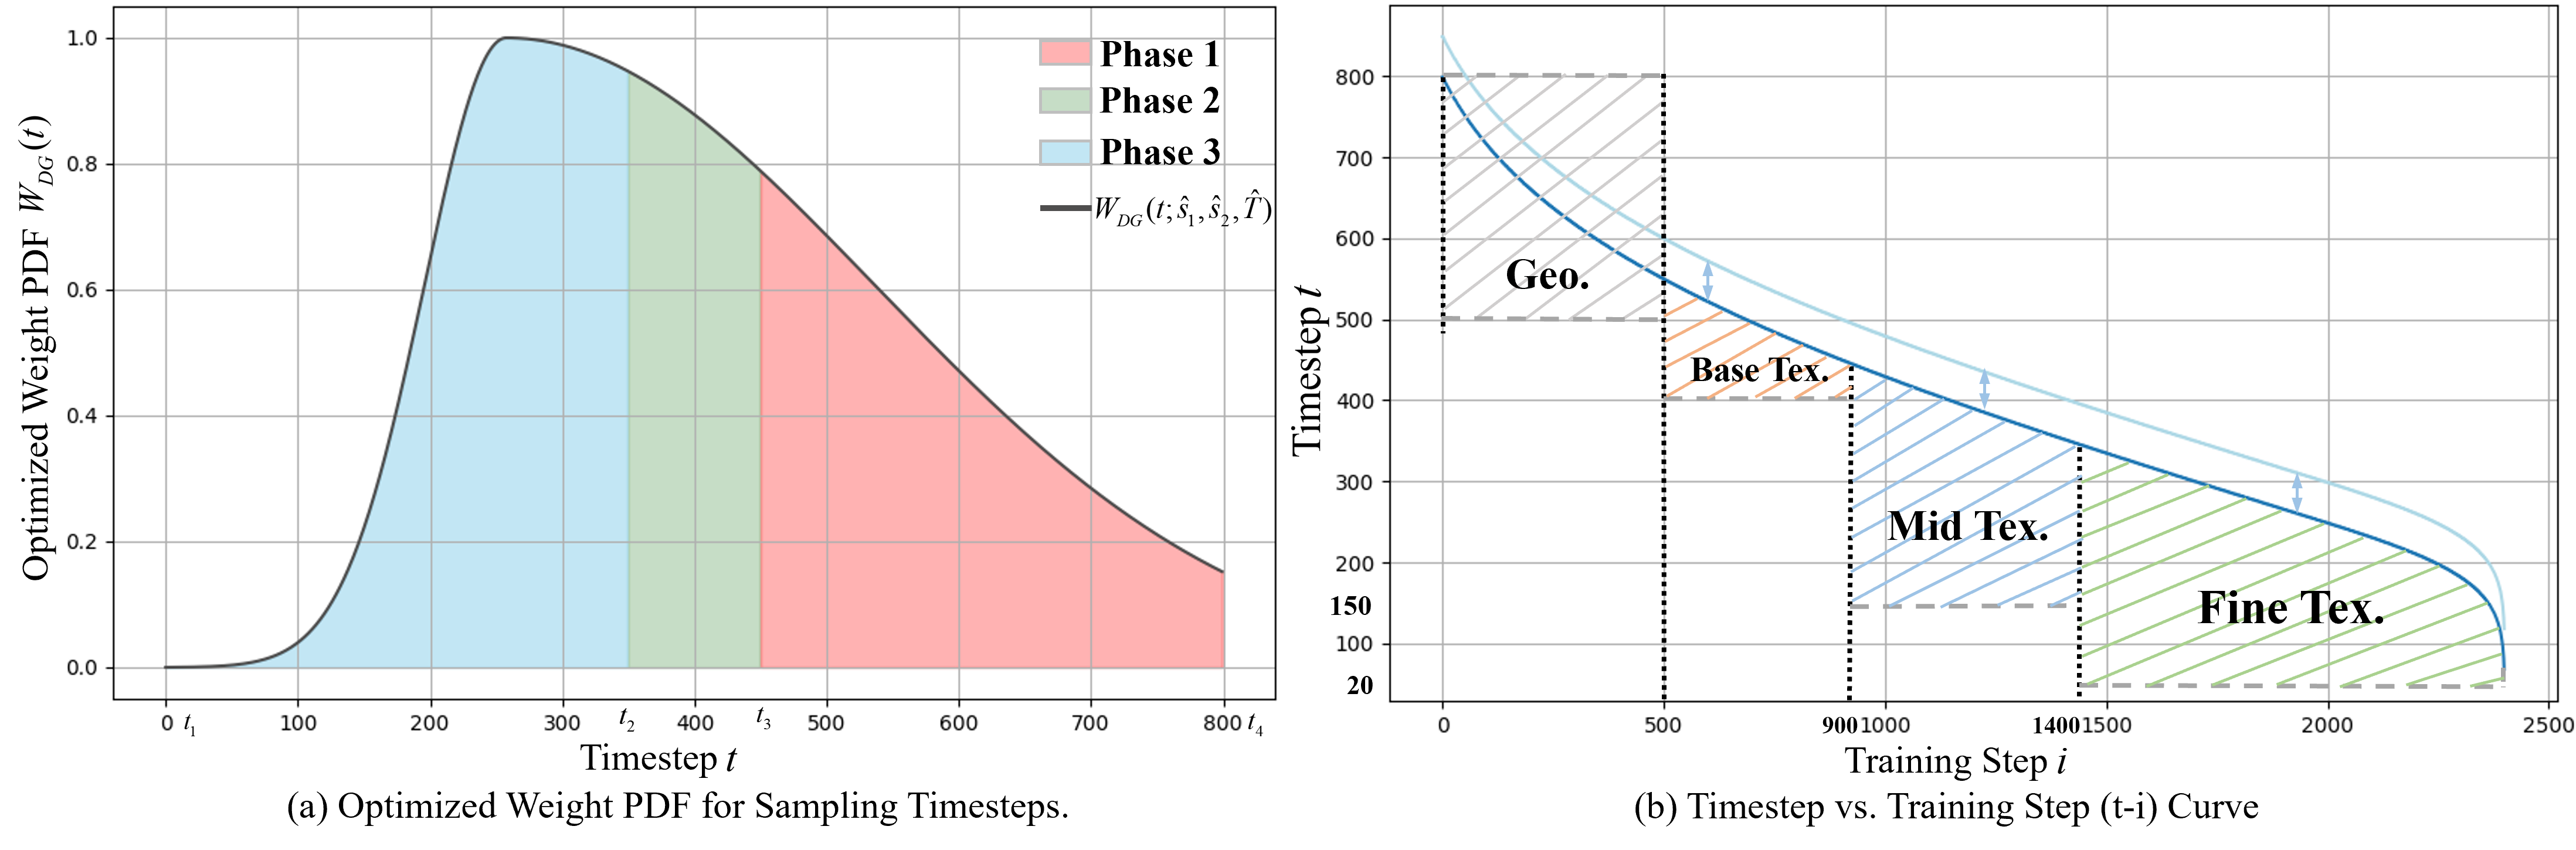 Optimized Weight PDF W_DG(t)
1.0
0.8
0.6
0.4
0.2
0.0
Phase 1
Phase 2
Phase 3
W_DG(t; ŝ₁, ŝ₂, T̂)
0 t₁ 100 200 300 t₂ 400 t₃ 500 600 700 800 t₄
Timestep t
(a) Optimized Weight PDF for Sampling Timesteps.
Timestep t
800
700
600
500
400
300
200
150
100
20
Geo.
Base Tex.
Mid Tex.
Fine Tex.
0 500 900 1000 1400 1500 2000 2500
Training Step i
(b) Timestep vs. Training Step (t-i) Curve